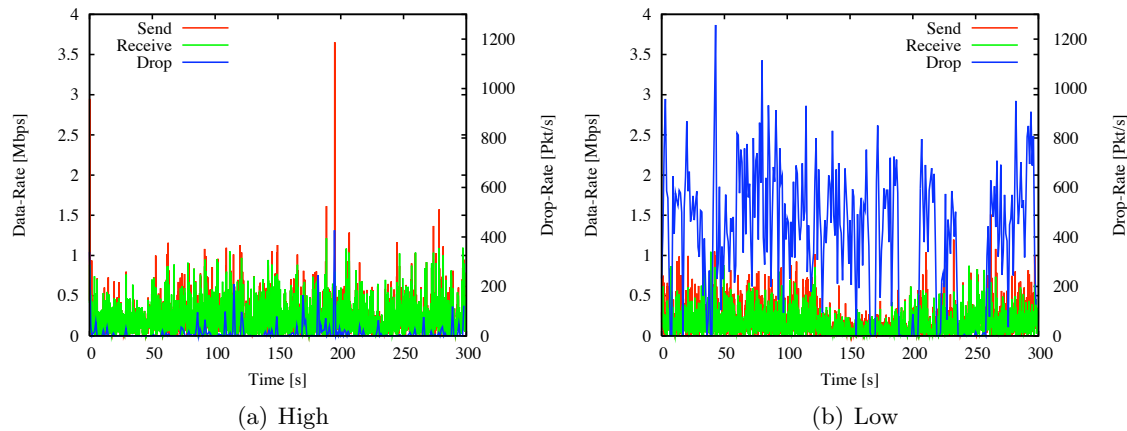 Send
Receive
Drop
Data-Rate [Mbps]
4
3.5
3
2.5
2
1.5
1
0.5
0
Drop-Rate [Pkt/s]
1200
1000
800
600
400
200
0
0 50 100 150 200 250 300
Time [s]
(a) High
Send
Receive
Drop
Data-Rate [Mbps]
4
3.5
3
2.5
2
1.5
1
0.5
0
Drop-Rate [Pkt/s]
1200
1000
800
600
400
200
0
0 50 100 150 200 250 300
Time [s]
(b) Low